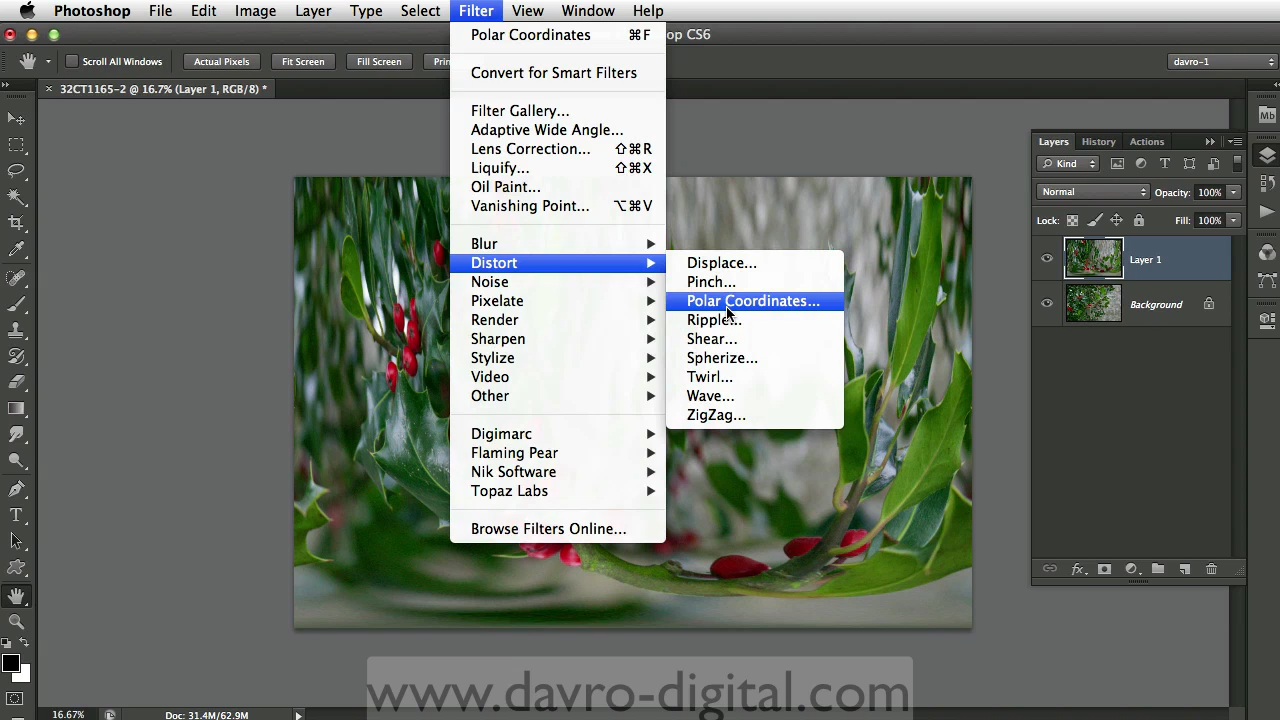 Photoshop File Edit Image Layer Type Select Filter View Window Help
op CS6
Scroll All Windows Actual Pixels Fit Screen Fill Screen Prin davro-1
× 32CT1165-2 @ 16.7% (Layer 1, RGB/8) *
Polar Coordinates ⌘F
Convert for Smart Filters
Filter Gallery...
Adaptive Wide Angle...
Lens Correction... ⇧⌘R
Liquify... ⇧⌘X
Oil Paint...
Vanishing Point... ⌥⌘V
Blur
Distort
Noise
Pixelate
Render
Sharpen
Stylize
Video
Other
Digimarc
Flaming Pear
Nik Software
Topaz Labs
Browse Filters Online...
Displace...
Pinch...
Polar Coordinates...
Ripple...
Shear...
Spherize...
Twirl...
Wave...
ZigZag...
Mb
Layers History Actions
Kind
Normal Opacity: 100%
Lock: Fill: 100%
Layer 1
Background
fx
www.davro-digital.com
16.67% Doc: 31.4M/62.9M